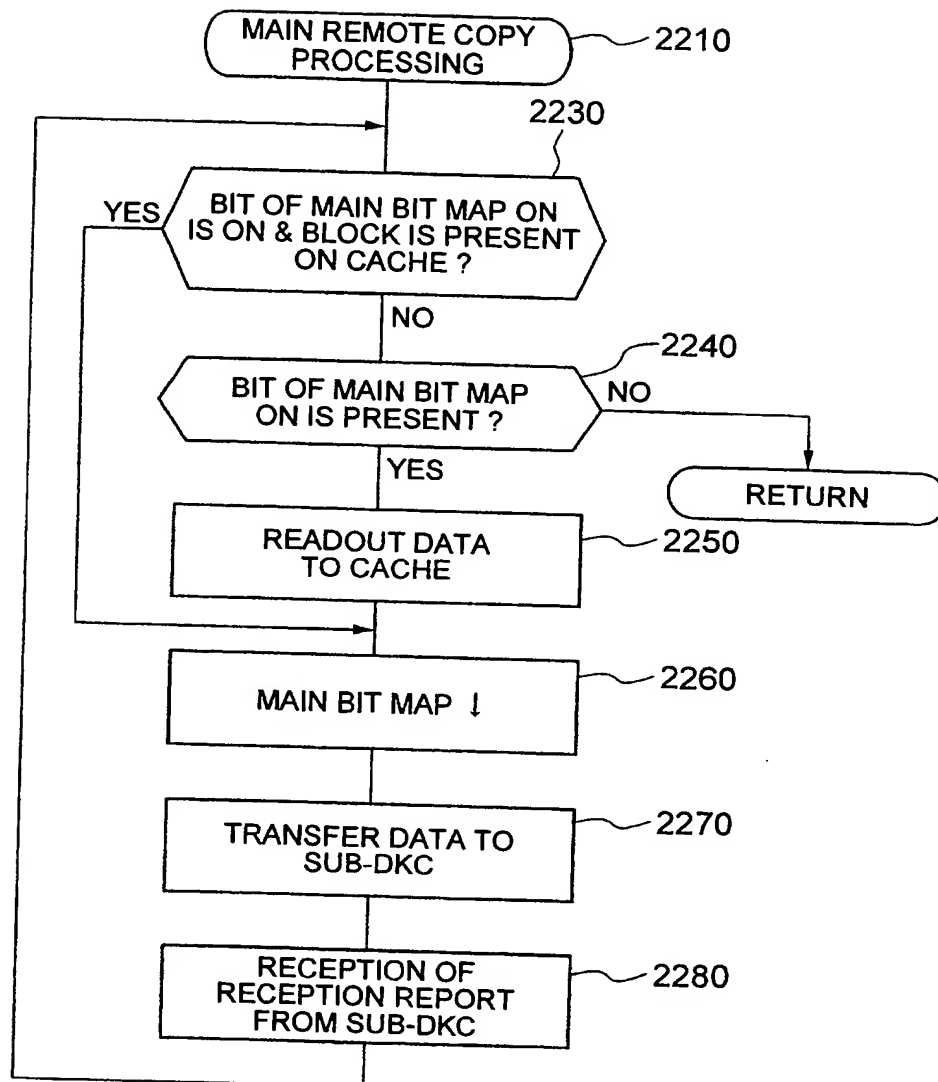 MAIN REMOTE COPY
PROCESSING
2210
2230
BIT OF MAIN BIT MAP ON
IS ON & BLOCK IS PRESENT
ON CACHE ?
YES
NO
2240
BIT OF MAIN BIT MAP
ON IS PRESENT ?
NO
YES
RETURN
READOUT DATA
TO CACHE
2250
MAIN BIT MAP ↓
2260
TRANSFER DATA TO
SUB-DKC
2270
RECEPTION OF
RECEPTION REPORT
FROM SUB-DKC
2280